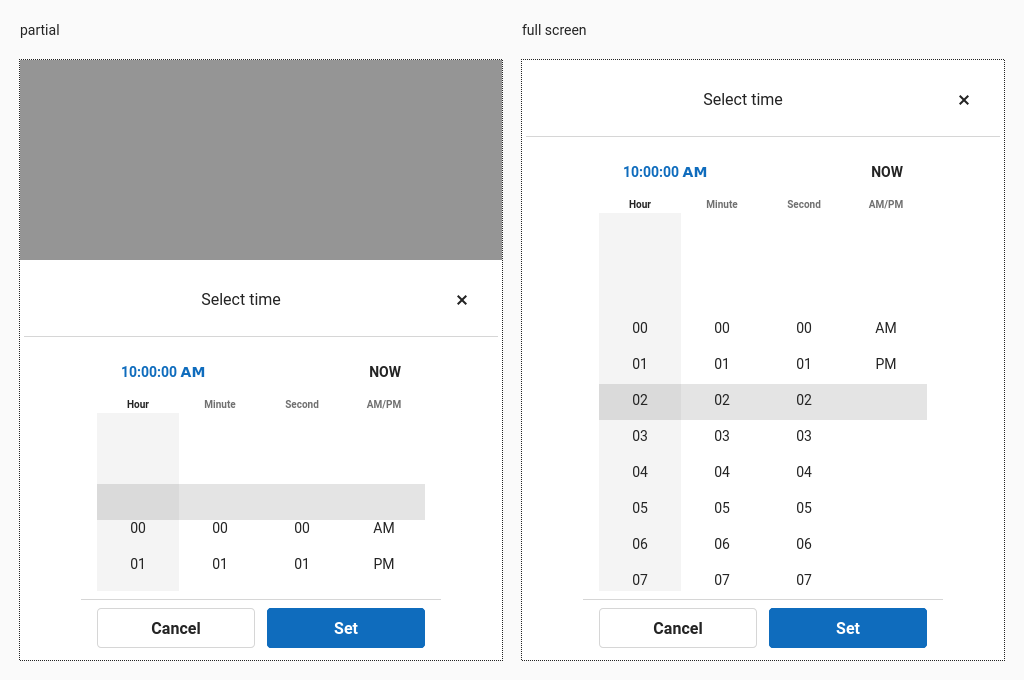 partial
Select time ×
10:00:00 AM NOW
Hour Minute Second AM/PM
00 00 00 AM
01 01 01 PM
Cancel Set
full screen
Select time ×
10:00:00 AM NOW
Hour Minute Second AM/PM
00 00 00 AM
01 01 01 PM
02 02 02
03 03 03
04 04 04
05 05 05
06 06 06
07 07 07
Cancel Set